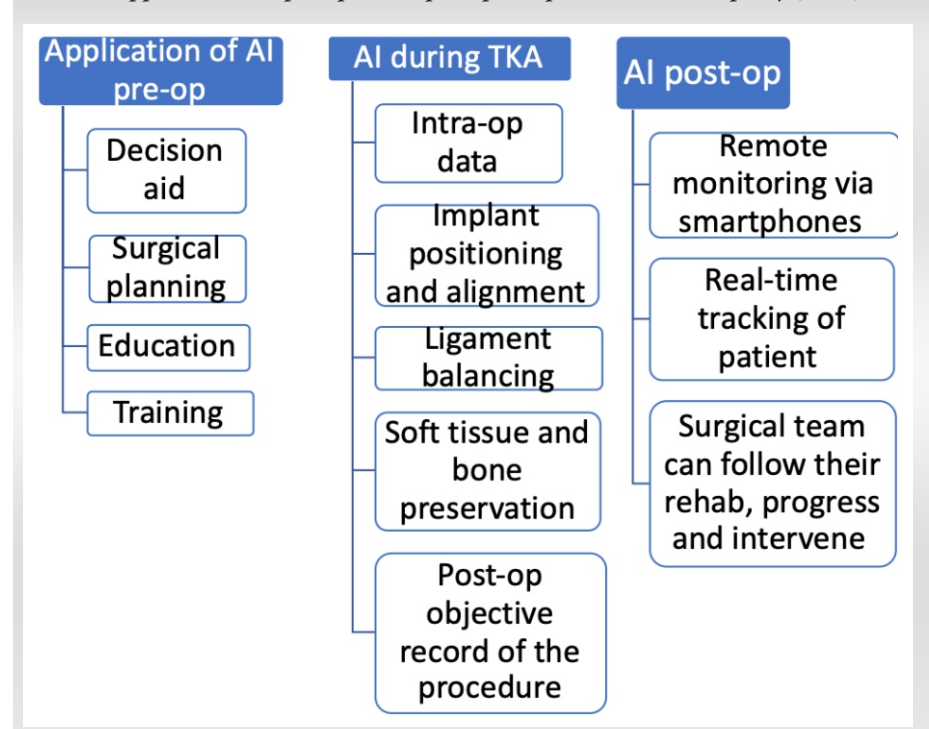 Application of AI
pre-op
Decision
aid
Surgical
planning
Education
Training
AI during TKA
Intra-op
data
Implant
positioning
and alignment
Ligament
balancing
Soft tissue and
bone
preservation
Post-op
objective
record of the
procedure
AI post-op
Remote
monitoring via
smartphones
Real-time
tracking of
patient
Surgical team
can follow their
rehab, progress
and intervene